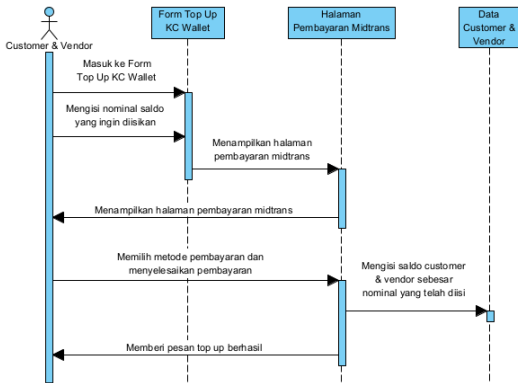 Form Top Up
KC Wallet
Halaman
Pembayaran Midtrans
Data
Customer &
Vendor
Customer & Vendor
Masuk ke Form
Top Up KC Wallet
Mengisi nominal saldo
yang ingin diisikan
Menampilkan halaman
pembayaran midtrans
Menampilkan halaman pembayaran midtrans
Memilih metode pembayaran dan
menyelesaikan pembayaran
Mengisi saldo customer
& vendor sebesar
nominal yang telah diisi
Memberi pesan top up berhasil